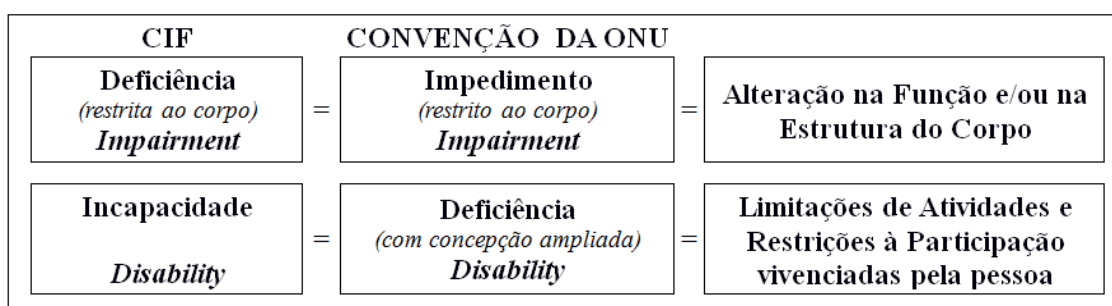 CIF
CONVENÇÃO DA ONU
Deficiência
(restrita ao corpo)
Impairment
=
Impedimento
(restrito ao corpo)
Impairment
=
Alteração na Função e/ou na
Estrutura do Corpo
Incapacidade
Disability
=
Deficiência
(com concepção ampliada)
Disability
=
Limitações de Atividades e
Restrições à Participação
vivenciadas pela pessoa